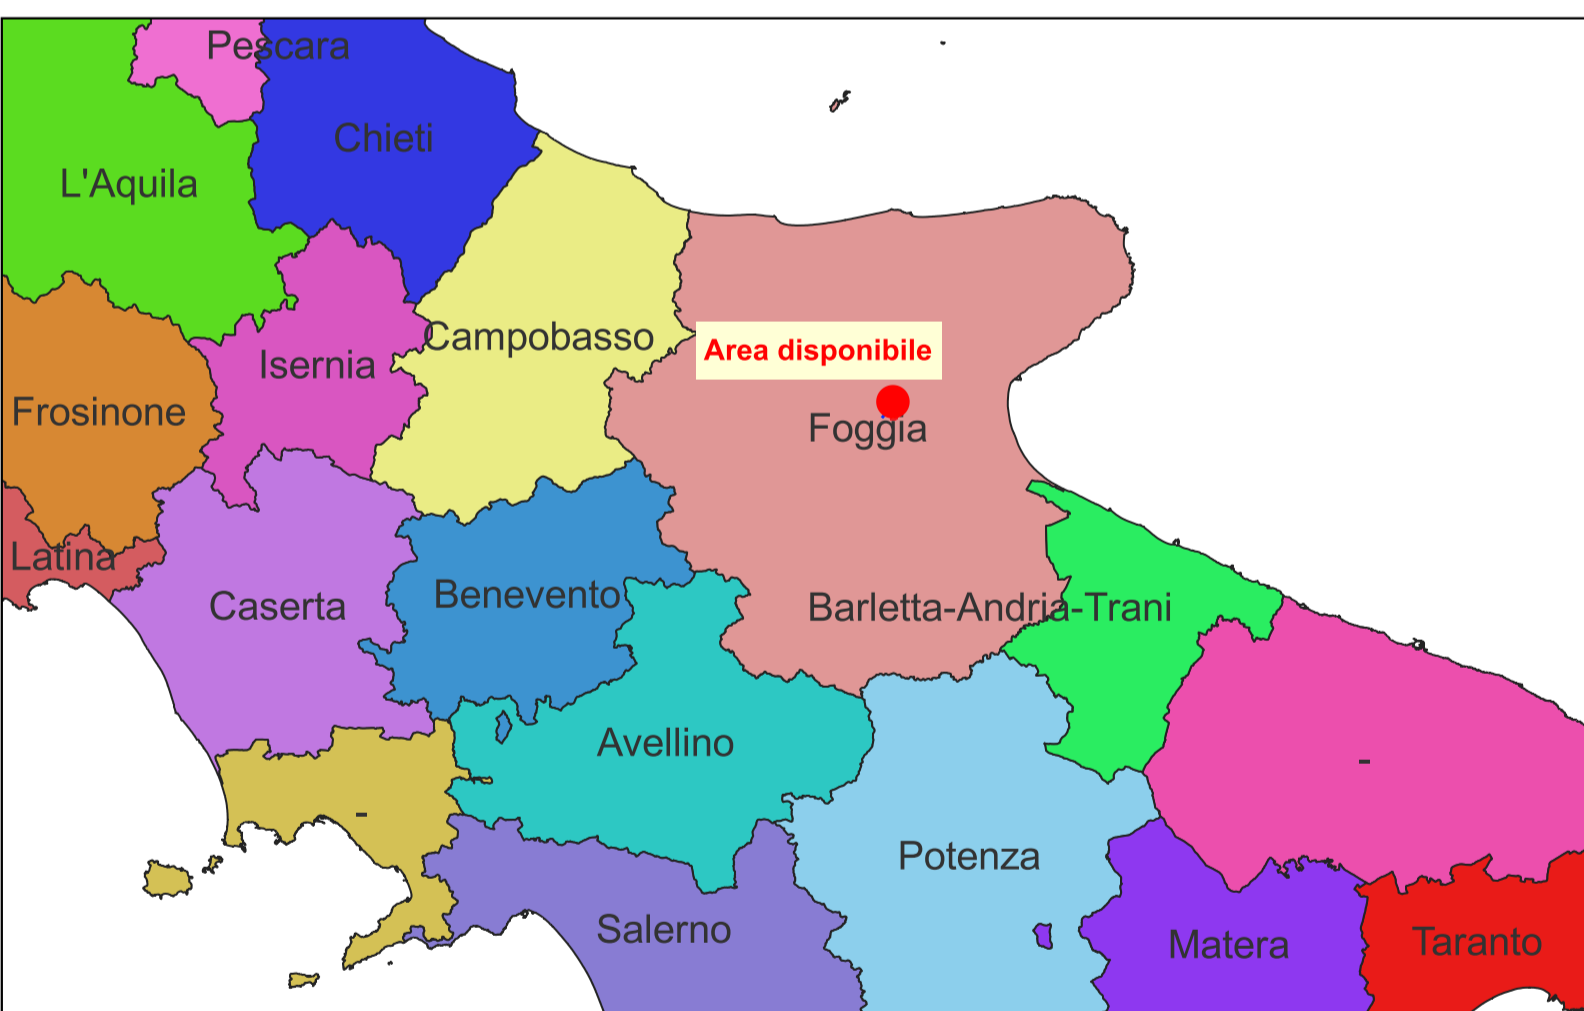 Pescara
Chieti
L'Aquila
Campobasso
Area disponibile
Isernia
Frosinone
Foggia
Latina
Benevento
Caserta
Barletta-Andria-Trani
Avellino
-
-
Potenza
Salerno
Matera
Taranto